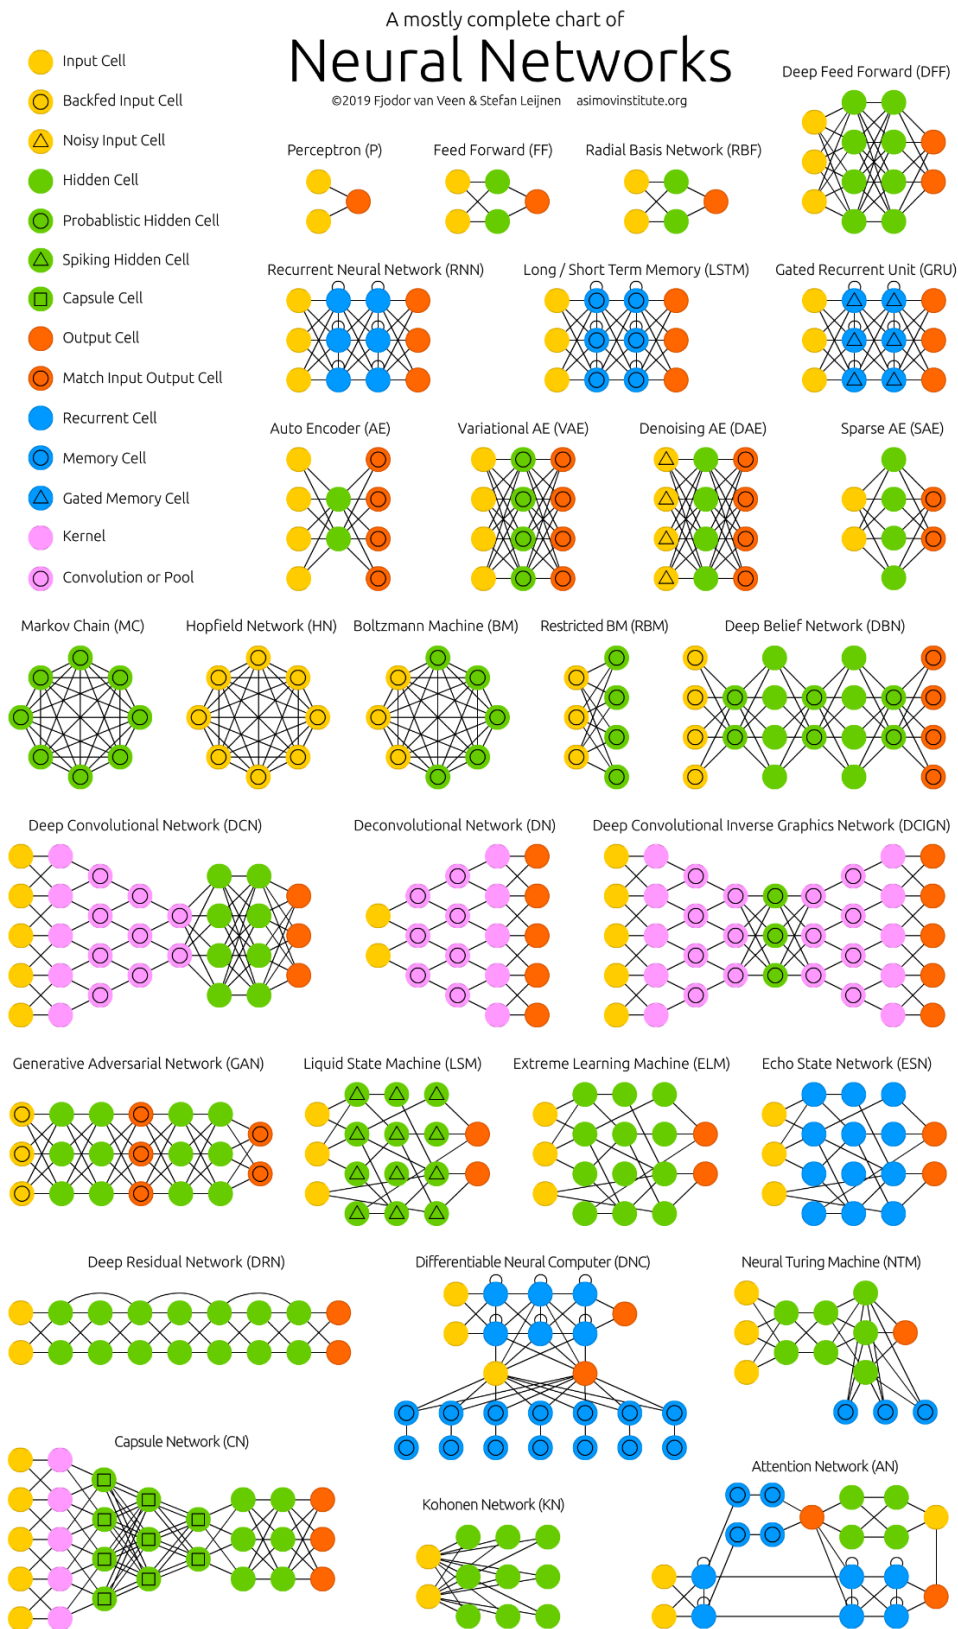 A mostly complete chart of
Neural Networks
©2019 Fjodor van Veen & Stefan Leijnen asimovinstitute.org
Input Cell
Backfed Input Cell
Noisy Input Cell
Hidden Cell
Probablistic Hidden Cell
Spiking Hidden Cell
Capsule Cell
Output Cell
Match Input Output Cell
Recurrent Cell
Memory Cell
Gated Memory Cell
Kernel
Convolution or Pool
Deep Feed Forward (DFF)
Perceptron (P)
Feed Forward (FF)
Radial Basis Network (RBF)
Recurrent Neural Network (RNN)
Long / Short Term Memory (LSTM)
Gated Recurrent Unit (GRU)
Auto Encoder (AE)
Variational AE (VAE)
Denoising AE (DAE)
Sparse AE (SAE)
Markov Chain (MC)
Hopfield Network (HN)
Boltzmann Machine (BM)
Restricted BM (RBM)
Deep Belief Network (DBN)
Deep Convolutional Network (DCN)
Deconvolutional Network (DN)
Deep Convolutional Inverse Graphics Network (DCIGN)
Generative Adversarial Network (GAN)
Liquid State Machine (LSM)
Extreme Learning Machine (ELM)
Echo State Network (ESN)
Deep Residual Network (DRN)
Differentiable Neural Computer (DNC)
Neural Turing Machine (NTM)
Capsule Network (CN)
Kohonen Network (KN)
Attention Network (AN)